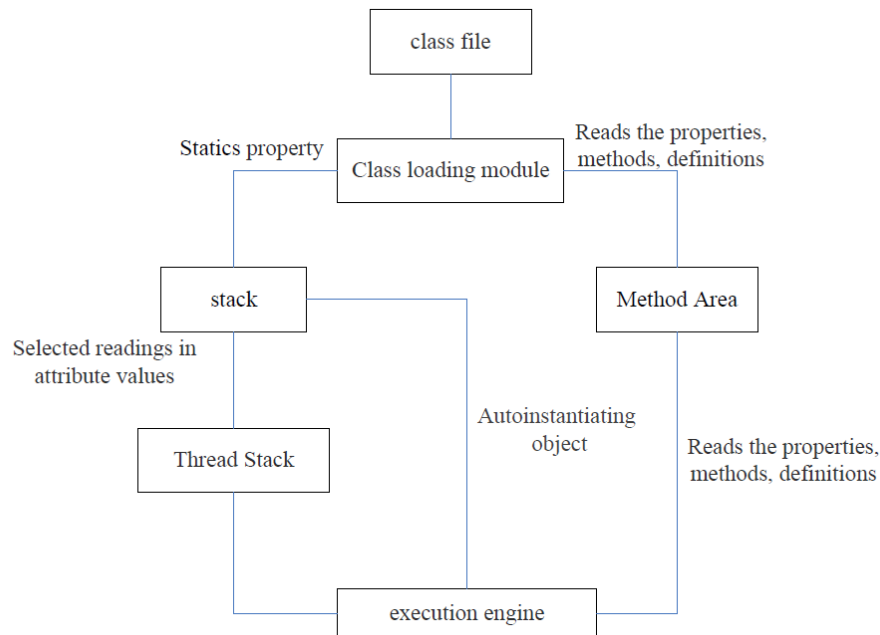 class file
Statics property
Class loading module
Reads the properties,
methods, definitions
stack
Method Area
Selected readings in
attribute values
Thread Stack
Autoinstantiating
object
Reads the properties,
methods, definitions
execution engine